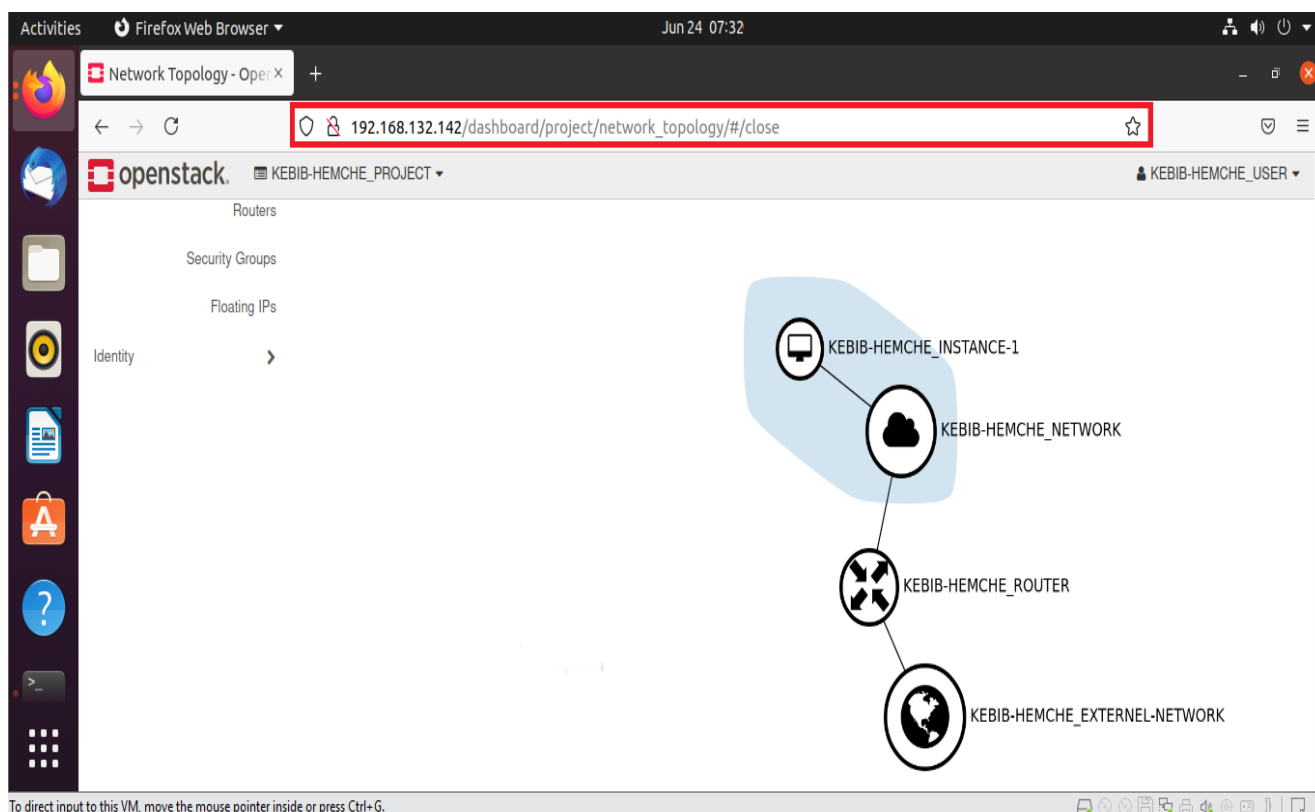 Activities Firefox Web Browser Jun 24 07:32
Network Topology - Oper
192.168.132.142/dashboard/project/network_topology/#/close
openstack. KEBIB-HEMCHE_PROJECT KEBIB-HEMCHE_USER
Routers
Security Groups
Floating IPs
Identity
KEBIB-HEMCHE_INSTANCE-1
KEBIB-HEMCHE_NETWORK
KEBIB-HEMCHE_ROUTER
KEBIB-HEMCHE_EXTERNEL-NETWORK
To direct input to this VM, move the mouse pointer inside or press Ctrl+G.